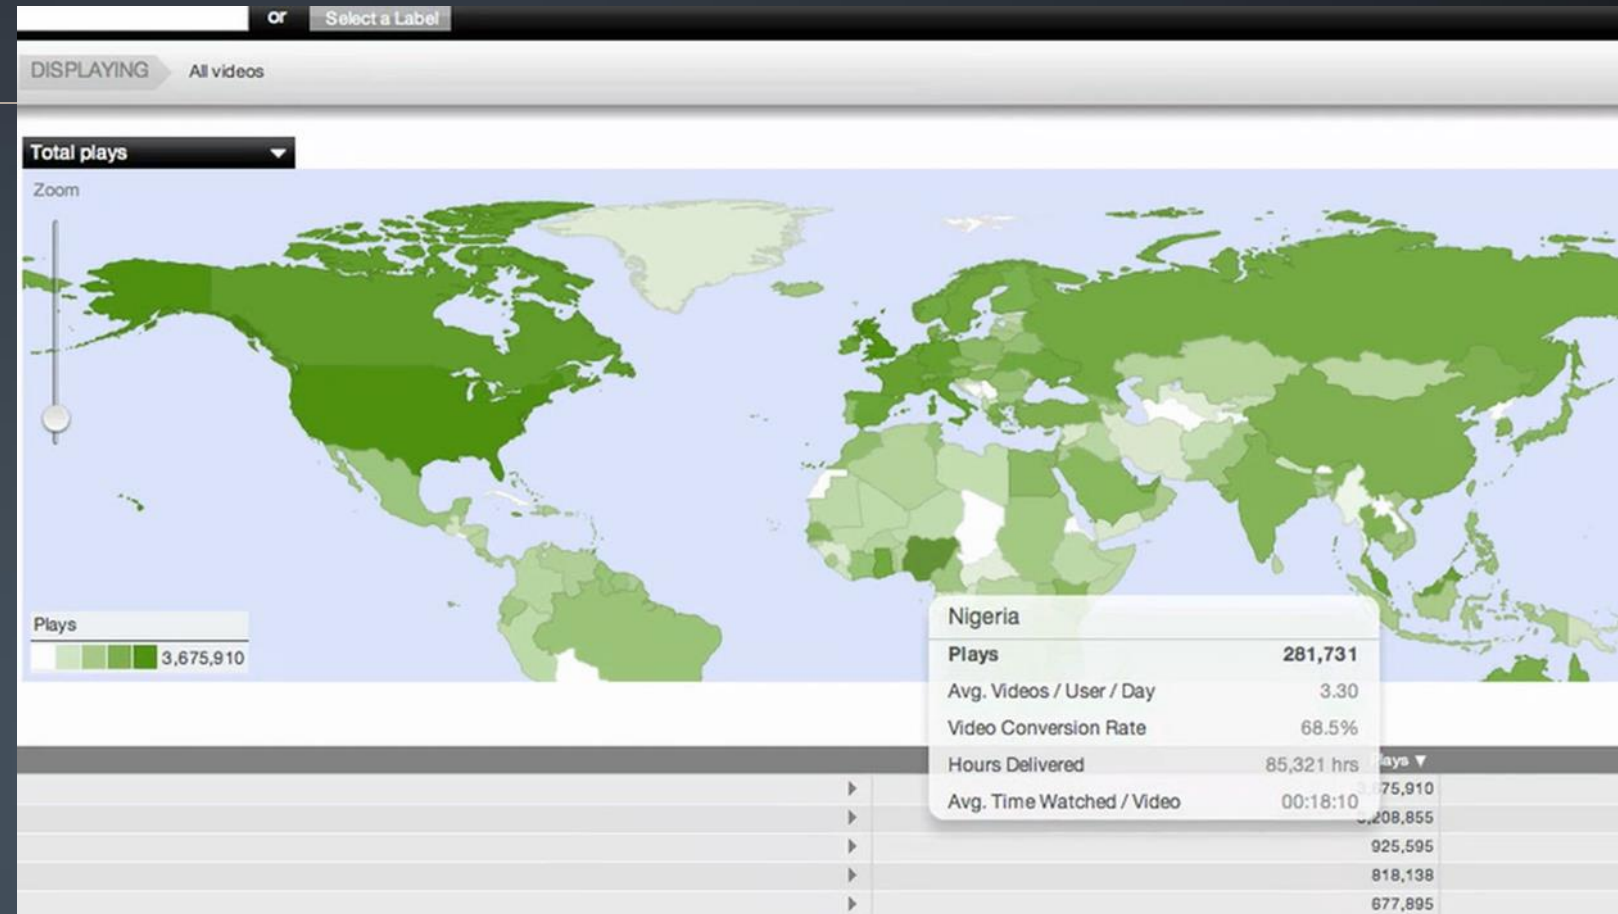 or Select a Label
DISPLAYING All videos
Total plays
Zoom
Plays
3,675,910
Nigeria
Plays 281,731
Avg. Videos / User / Day 3.30
Video Conversion Rate 68.5%
Hours Delivered 85,321 hrs
Avg. Time Watched / Video 00:18:10
925,595
818,138
677,895